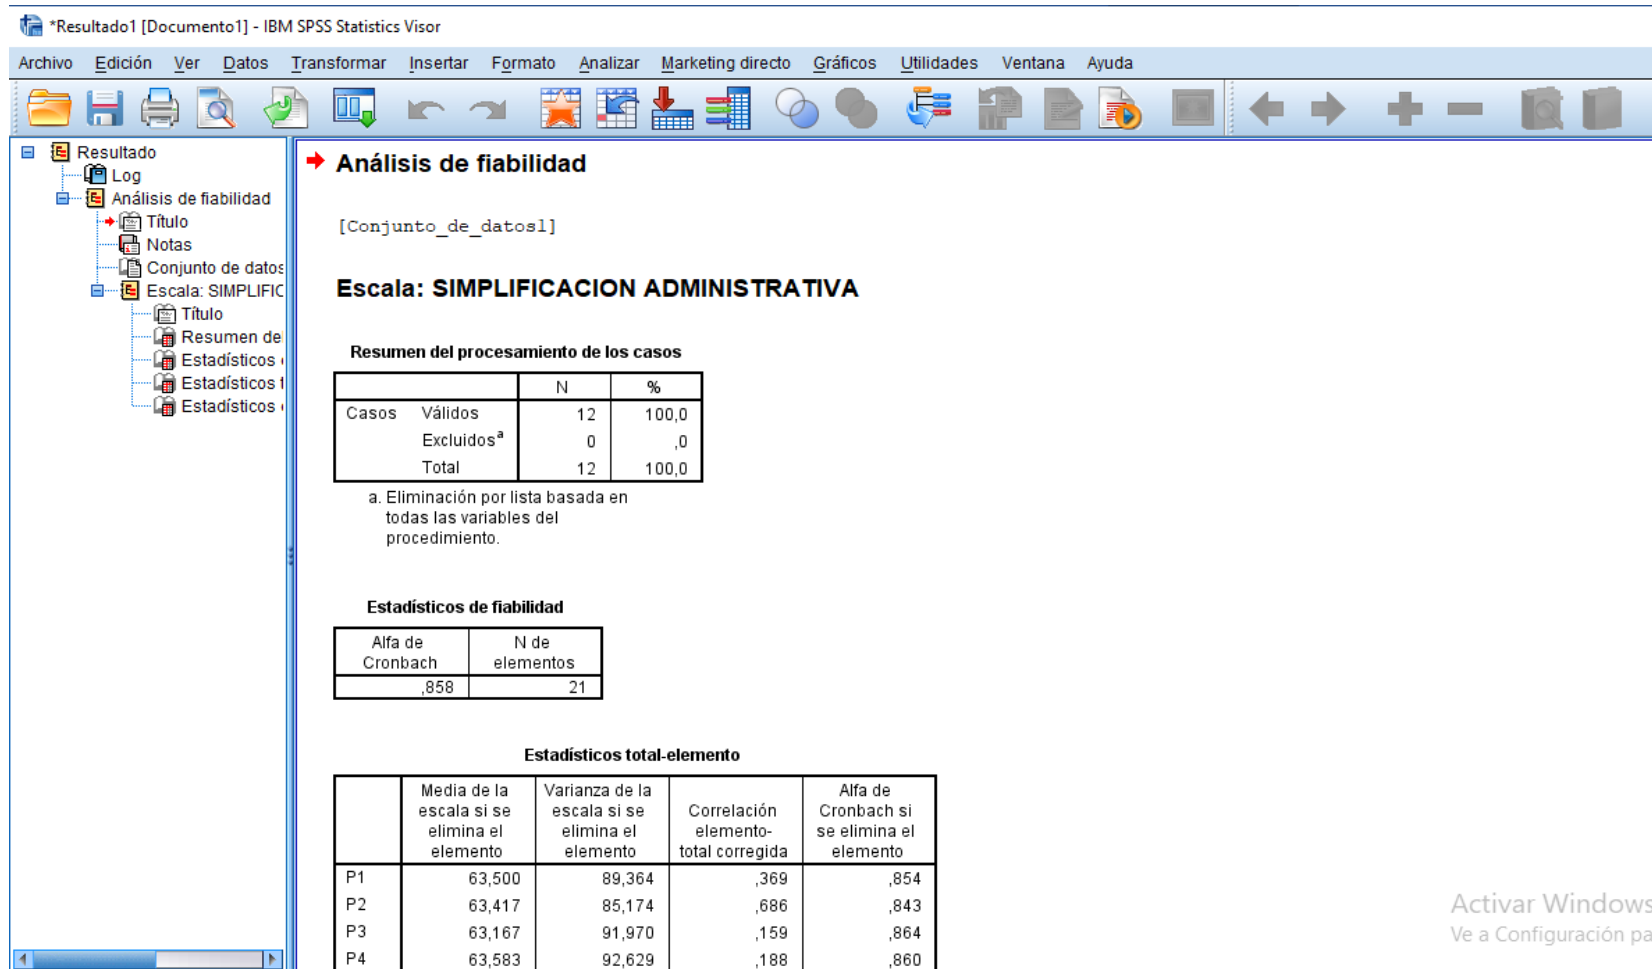 *Resultado1 [Documento1] - IBM SPSS Statistics Visor
Archivo Edición Ver Datos Transformar Insertar Formato Analizar Marketing directo Gráficos Utilidades Ventana Ayuda
Resultado
Log
Análisis de fiabilidad
Título
Notas
Conjunto de datos
Escala: SIMPLIFIC
Título
Resumen del
Estadísticos
Estadísticos t
Estadísticos
Análisis de fiabilidad
[Conjunto_de_datos1]
Escala: SIMPLIFICACION ADMINISTRATIVA
Resumen del procesamiento de los casos
N %
Casos Válidos 12 100,0
Excluidosa 0 ,0
Total 12 100,0
a. Eliminación por lista basada en
todas las variables del
procedimiento.
Estadísticos de fiabilidad
Alfa de Cronbach N de elementos
,858 21
Estadísticos total-elemento
Media de la escala si se elimina el elemento Varianza de la escala si se elimina el elemento Correlación elemento-total corregida Alfa de Cronbach si se elimina el elemento
P1 63,500 89,364 ,369 ,854
P2 63,417 85,174 ,686 ,843
P3 63,167 91,970 ,159 ,864
P4 63,583 92,629 ,188 ,860
Activar Windows
Ve a Configuración pa